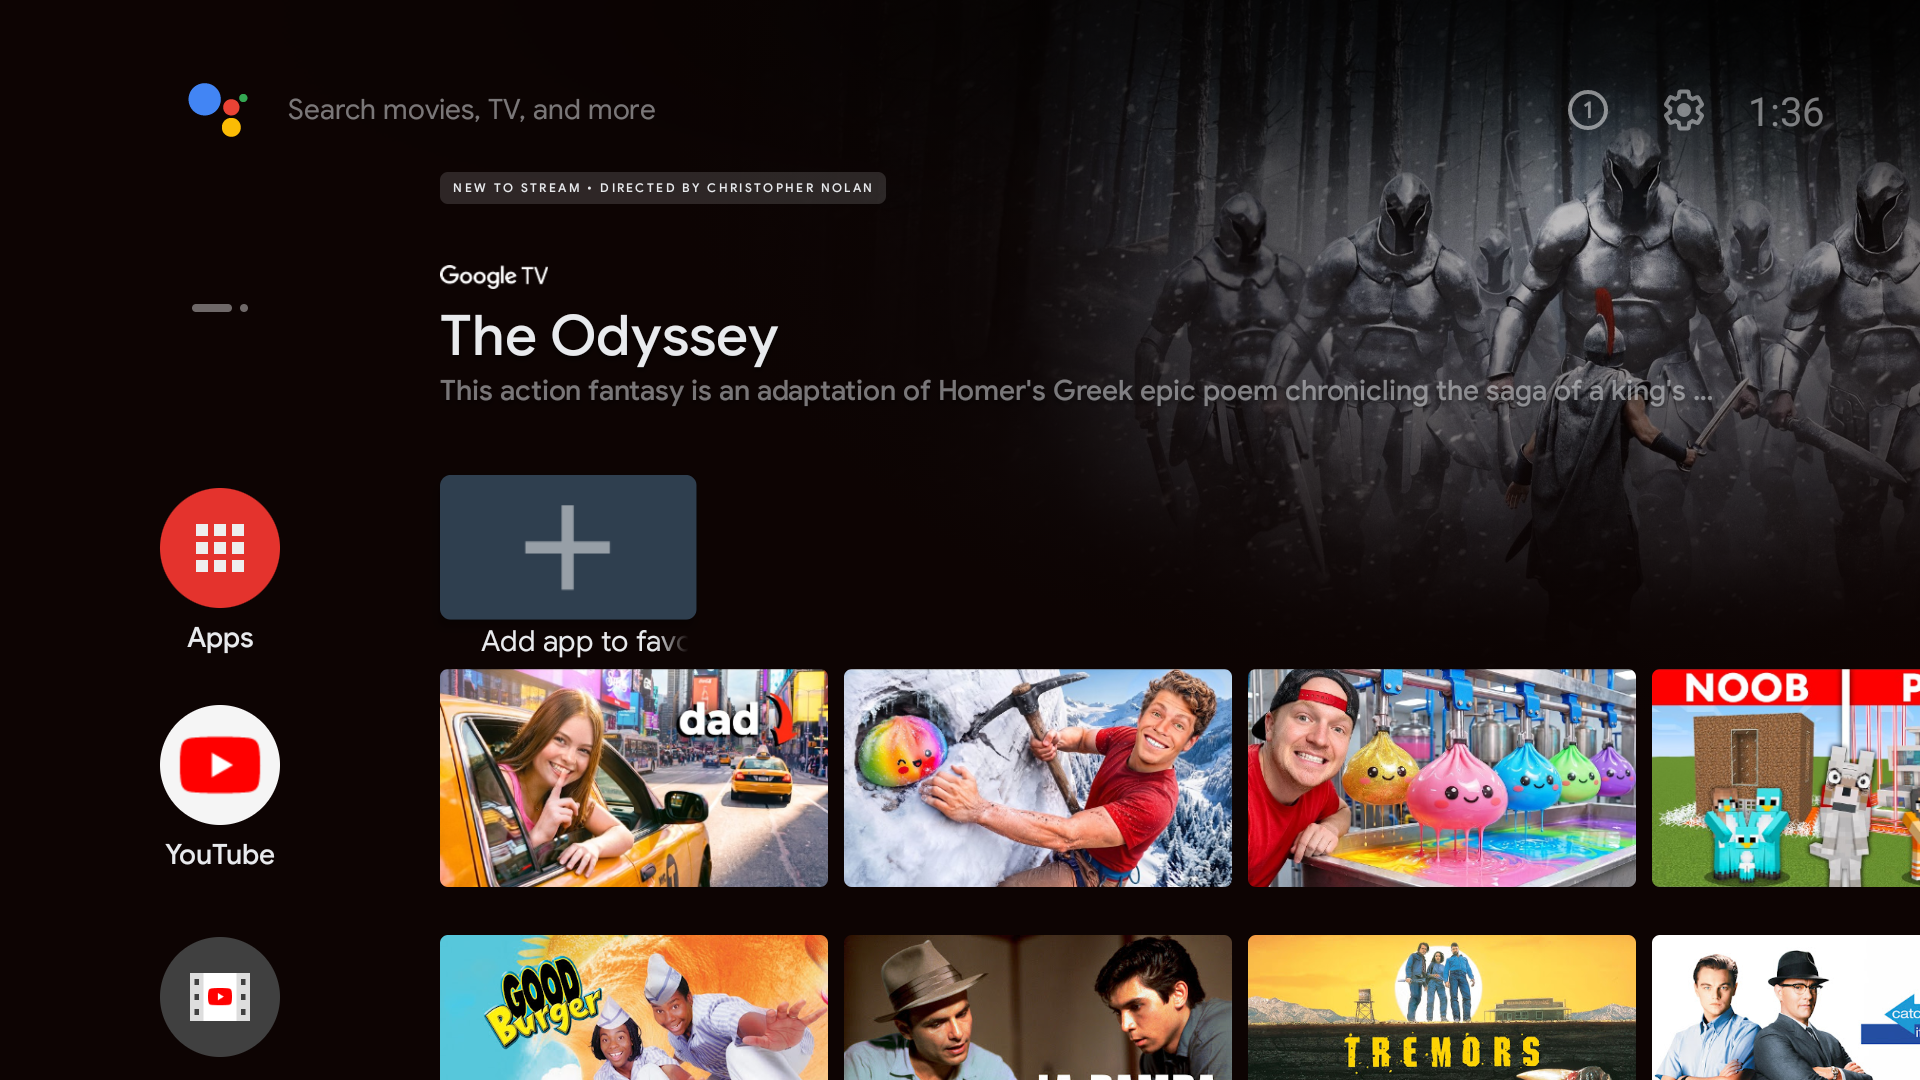 Search movies, TV, and more
1
1:36
NEW TO STREAM • DIRECTED BY CHRISTOPHER NOLAN
Google TV
The Odyssey
This action fantasy is an adaptation of Homer's Greek epic poem chronicling the saga of a king's ...
Add app to favo
Apps
dad
NOOB
P
YouTube
GOOD
Burger
TREMORS
catc